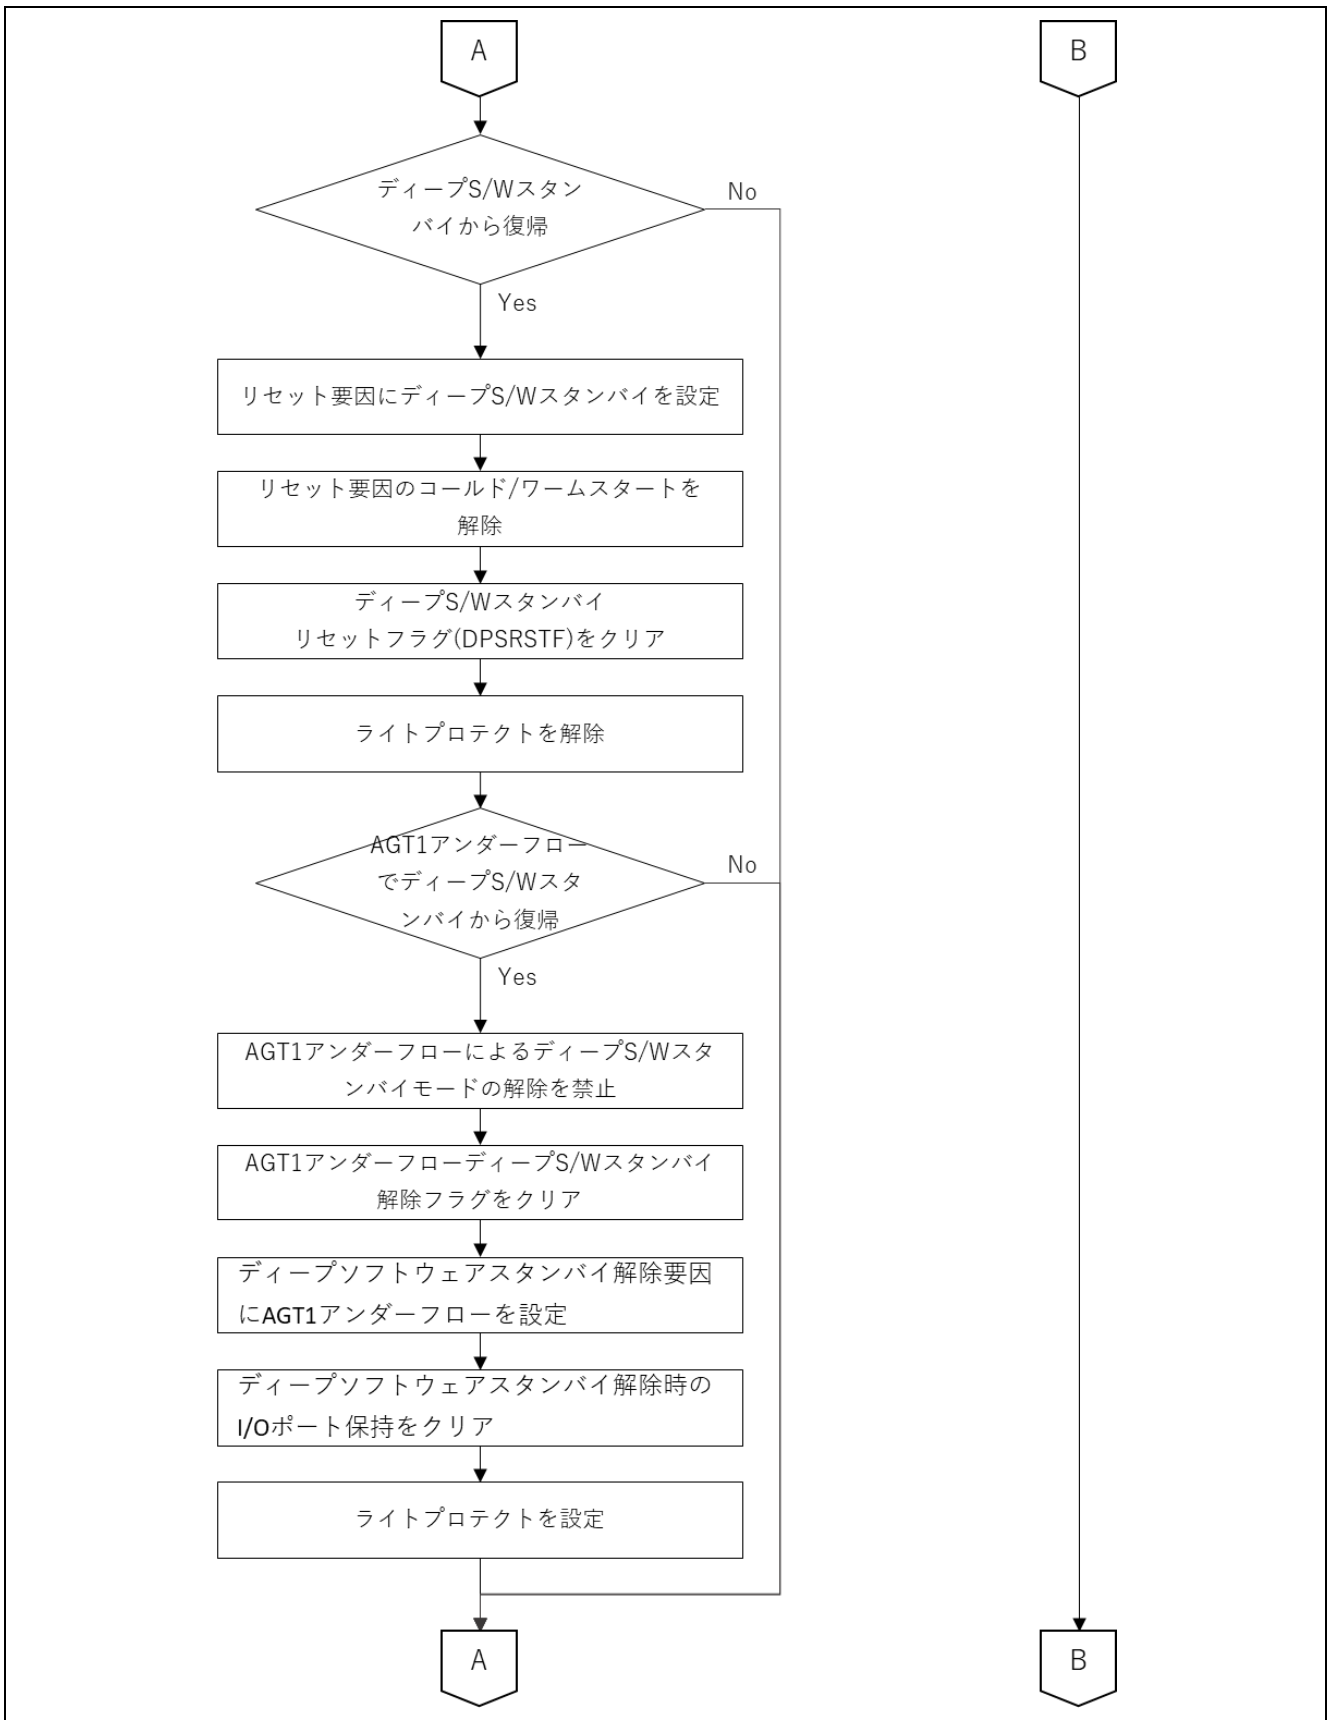 A
B
ディープS/Wスタン
バイから復帰
No
Yes
リセット要因にディープS/Wスタンバイを設定
リセット要因のコールド/ワームスタートを
解除
ディープS/Wスタンバイ
リセットフラグ(DPSRSTF)をクリア
ライトプロテクトを解除
AGT1アンダーフロー
でディープS/Wスタ
ンバイから復帰
No
Yes
AGT1アンダーフローによるディープS/Wスタ
ンバイモードの解除を禁止
AGT1アンダーフローディープS/Wスタンバイ
解除フラグをクリア
ディープソフトウェアスタンバイ解除要因
にAGT1アンダーフローを設定
ディープソフトウェアスタンバイ解除時の
I/Oポート保持をクリア
ライトプロテクトを設定
A
B